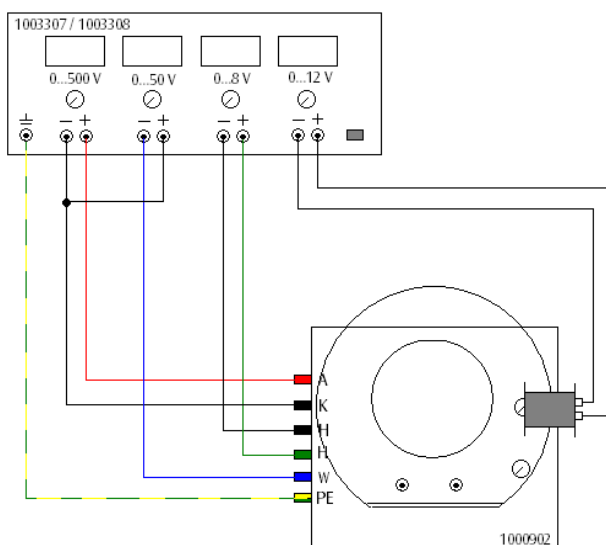 1003307 / 1003308
0...500 V 0...50 V 0...8 V 0...12 V
− + − + − + − +
A
K
H
H
W
PE
1000902